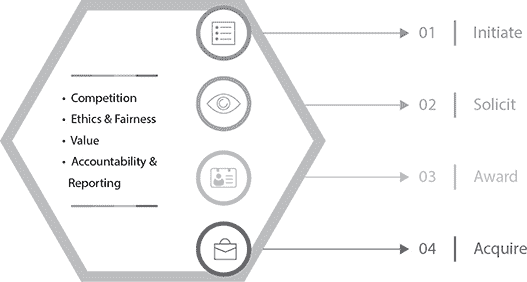 • Competition
• Ethics & Fairness
• Value
• Accountability &
Reporting
01 | Initiate
02 | Solicit
03 | Award
04 | Acquire